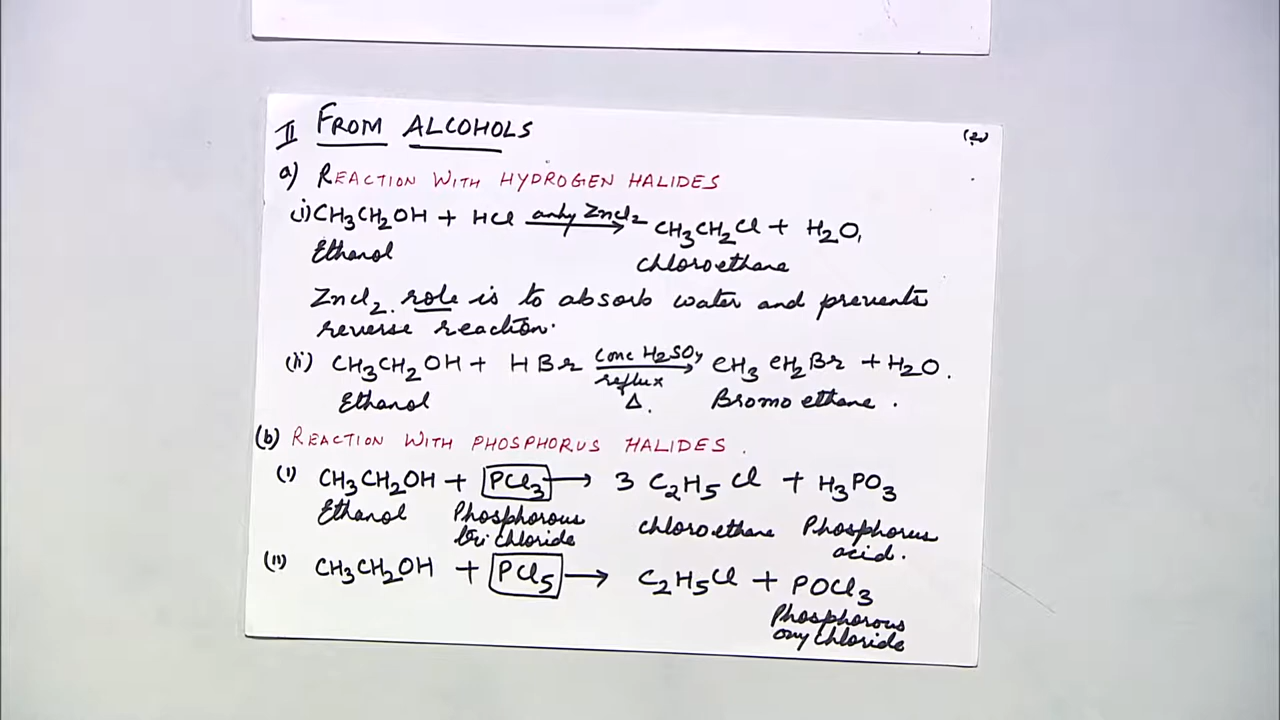 II FROM ALCOHOLS (2)
a) REACTION WITH HYDROGEN HALIDES
(i) CH3CH2OH + HCl anhy ZnCl2 → CH3CH2Cl + H2O,
Ethanol chloroethane
ZnCl2. role is to absorb water and prevents
reverse reaction.
(ii) CH3CH2OH + HBr conc H2SO4 reflux Δ. → CH3CH2Br + H2O.
Ethanol Bromoethane.
(b) REACTION WITH PHOSPHORUS HALIDES.
(i) CH3CH2OH + PCl3 → 3 C2H5Cl + H3PO3
Ethanol Phosphorous tri chloride chloroethane Phosphorus acid.
(ii) CH3CH2OH + PCl5 → C2H5Cl + POCl3
Phosphorous
oxy chloride